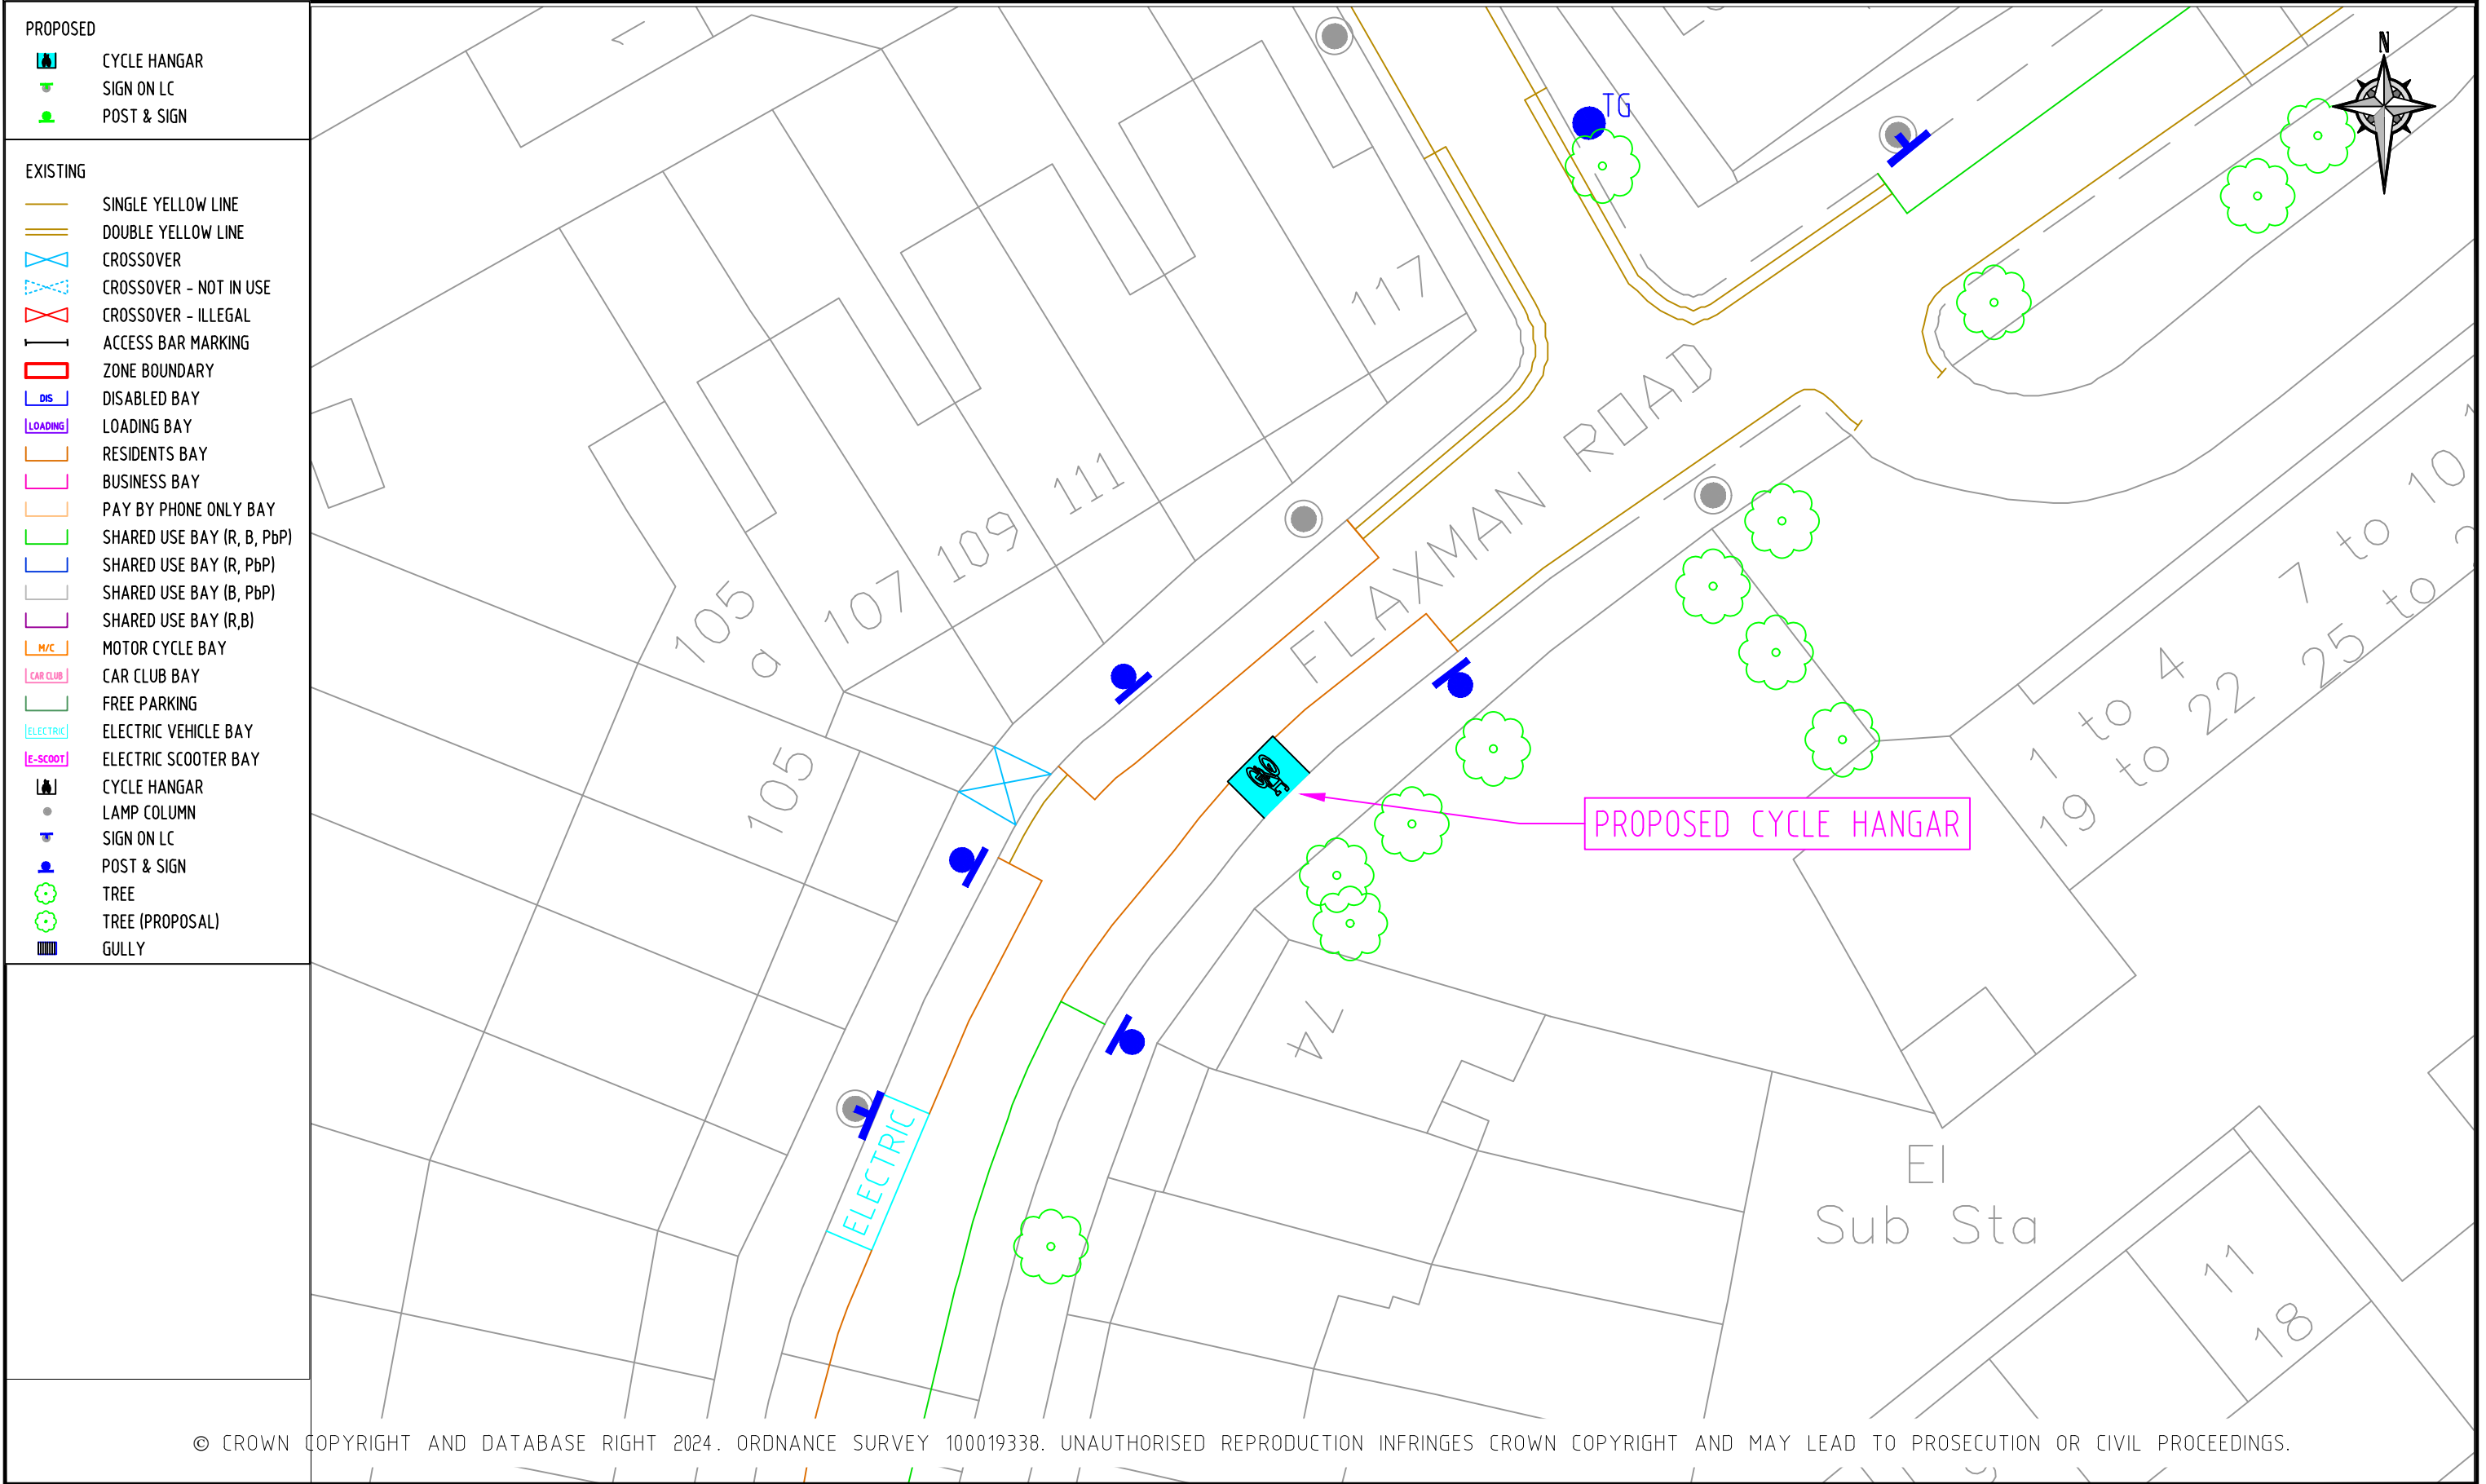 PROPOSED
CYCLE HANGAR
SIGN ON LC
POST & SIGN
EXISTING
SINGLE YELLOW LINE
DOUBLE YELLOW LINE
CROSSOVER
CROSSOVER - NOT IN USE
CROSSOVER - ILLEGAL
ACCESS BAR MARKING
ZONE BOUNDARY
DIS DISABLED BAY
LOADING LOADING BAY
RESIDENTS BAY
BUSINESS BAY
PAY BY PHONE ONLY BAY
SHARED USE BAY (R, B, PbP)
SHARED USE BAY (R, PbP)
SHARED USE BAY (B, PbP)
SHARED USE BAY (R,B)
M/C MOTOR CYCLE BAY
CAR CLUB CAR CLUB BAY
FREE PARKING
ELECTRIC ELECTRIC VEHICLE BAY
E-SCOOT ELECTRIC SCOOTER BAY
CYCLE HANGAR
LAMP COLUMN
SIGN ON LC
POST & SIGN
TREE
TREE (PROPOSAL)
GULLY
N
1
TG
117
111
109
107
105
a
105
FLAXMAN ROAD
7 to 10
1 to 4
25 to
19 to 22
PROPOSED CYCLE HANGAR
74
ELECTRIC
El
Sub Sta
11
18
© CROWN COPYRIGHT AND DATABASE RIGHT 2024. ORDNANCE SURVEY 100019338. UNAUTHORISED REPRODUCTION INFRINGES CROWN COPYRIGHT AND MAY LEAD TO PROSECUTION OR CIVIL PROCEEDINGS.